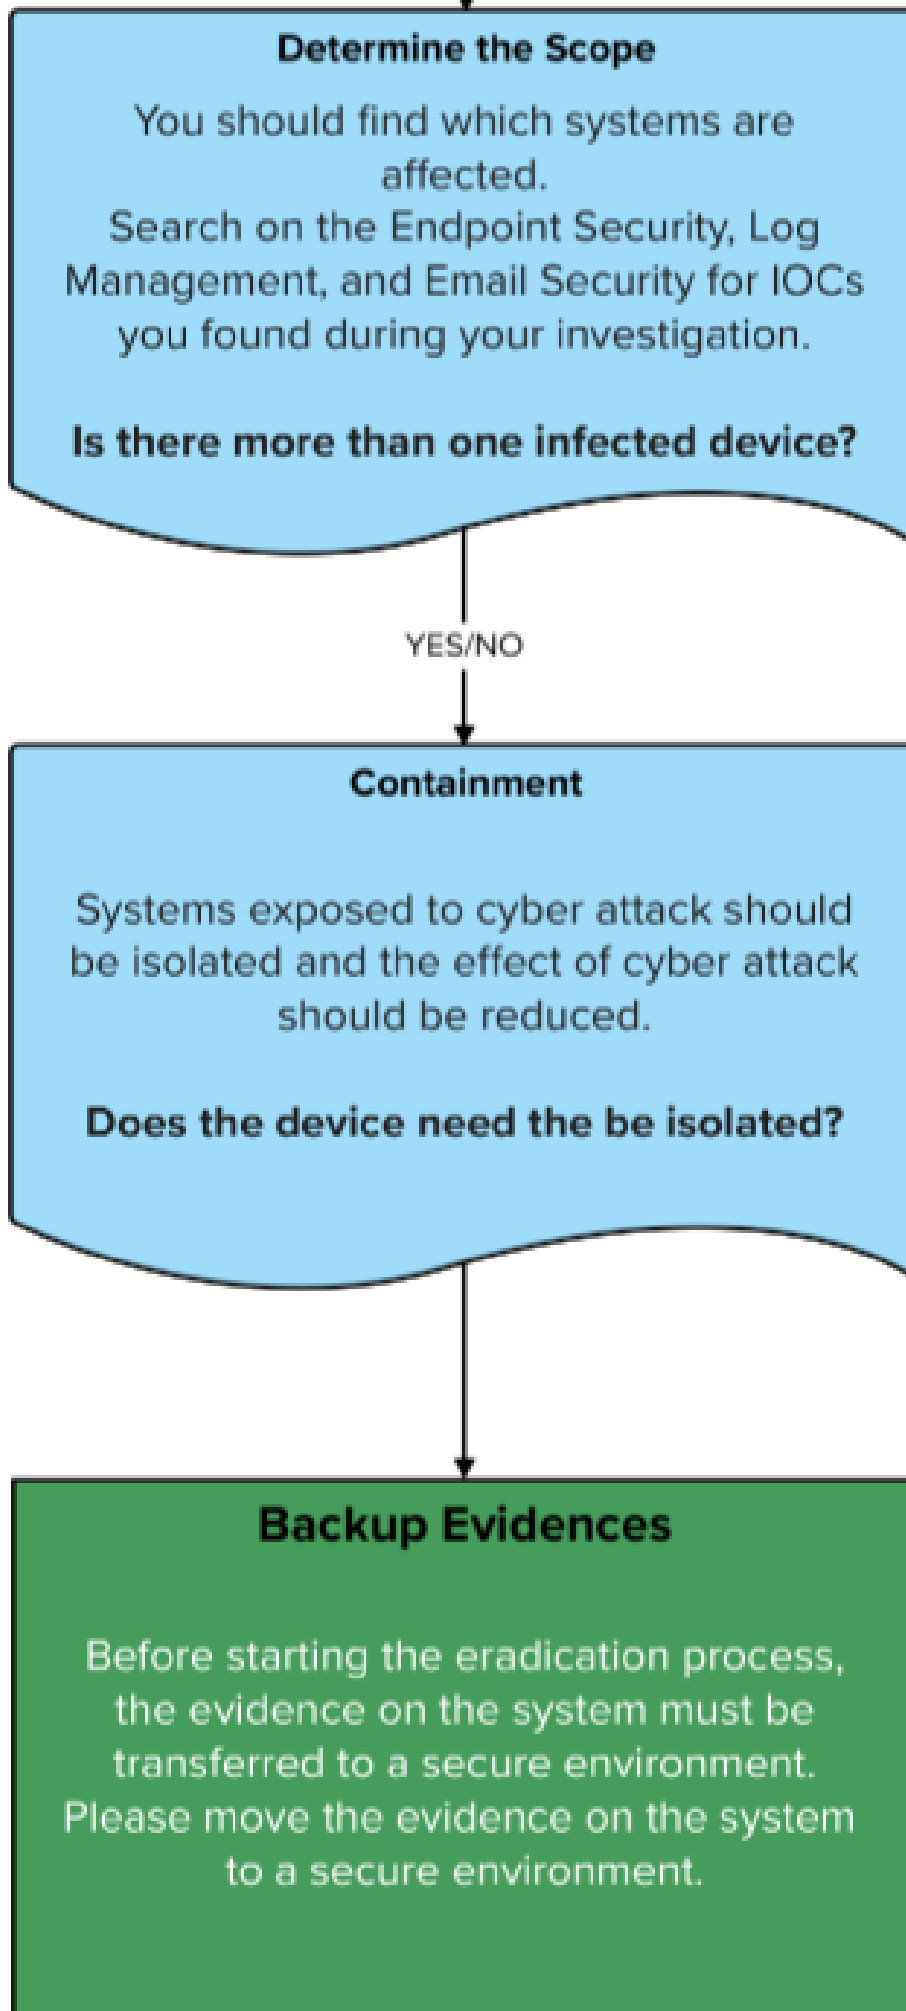 Determine the Scope
You should find which systems are
affected.
Search on the Endpoint Security, Log
Management, and Email Security for IOCs
you found during your investigation.
Is there more than one infected device?
YES/NO
Containment
Systems exposed to cyber attack should
be isolated and the effect of cyber attack
should be reduced.
Does the device need the be isolated?
Backup Evidences
Before starting the eradication process,
the evidence on the system must be
transferred to a secure environment.
Please move the evidence on the system
to a secure environment.